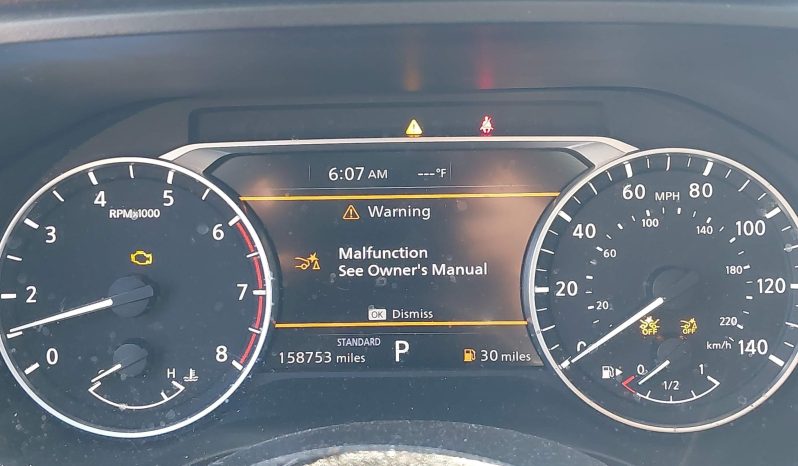 6:07 AM ---°F
Warning
Malfunction
See Owner's Manual
OK Dismiss
STANDARD
158753 miles P 30 miles
RPM x1000
0 2 3 4 5 6 7 8
H
MPH
0 20 40 60 80 100 120 140
20 60 100 140 180 220
km/h
OFF OFF
0 1/2 1